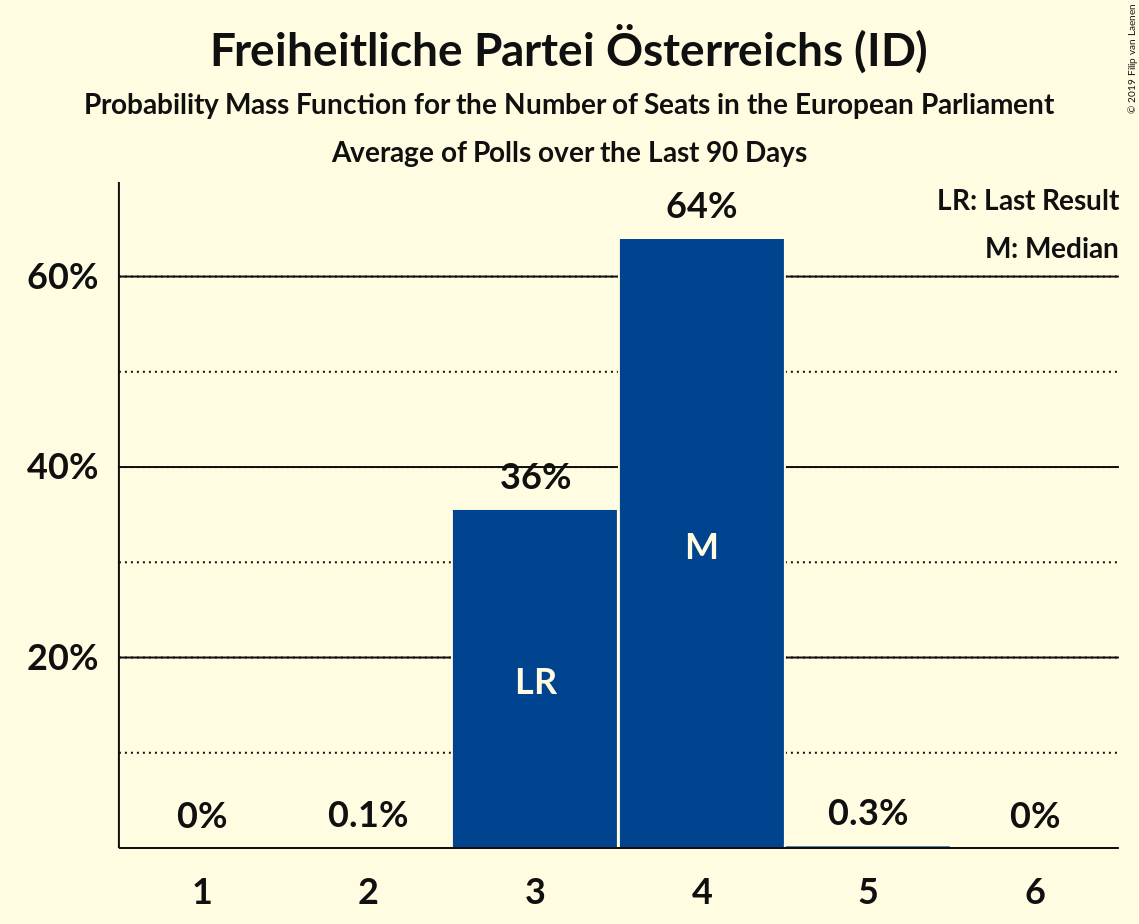 Freiheitliche Partei Österreichs (ID)
Probability Mass Function for the Number of Seats in the European Parliament
Average of Polls over the Last 90 Days
© 2019 Filip van Laenen
LR: Last Result
M: Median
64%
60%
40%
36%
M
20%
LR
0%
0.1%
0.3%
0%
1 2 3 4 5 6